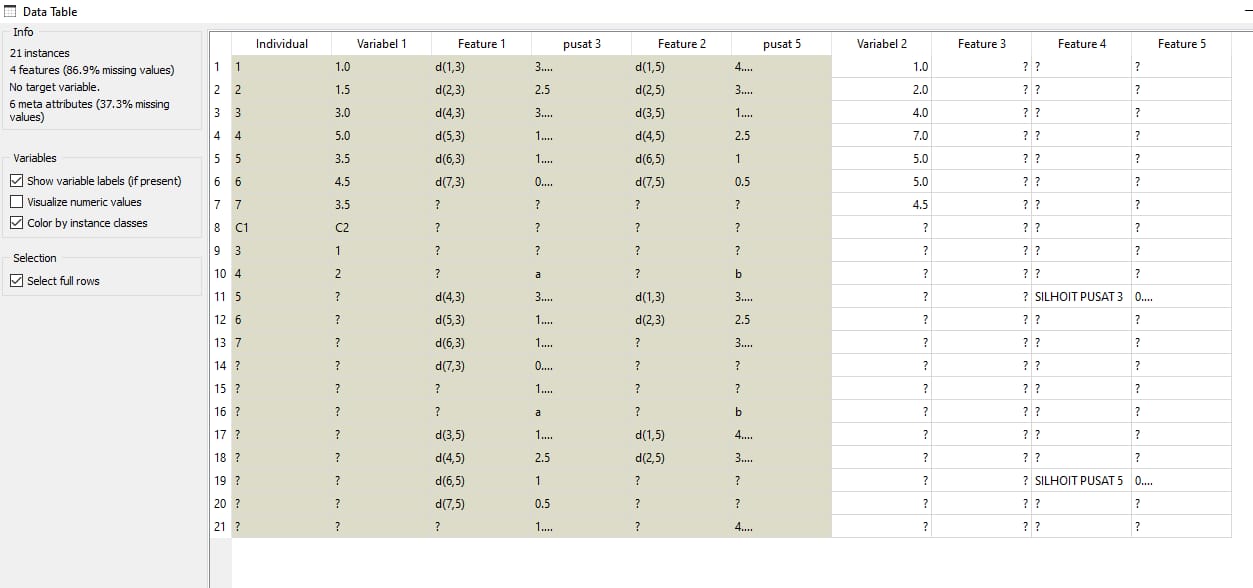 Data Table
Info
21 instances
4 features (86.9% missing values)
No target variable.
6 meta attributes (37.3% missing
values)
Variables
Show variable labels (if present)
Visualize numeric values
Color by instance classes
Selection
Select full rows
Individual Variabel 1 Feature 1 pusat 3 Feature 2 pusat 5 Variabel 2 Feature 3 Feature 4 Feature 5
1 1 1.0 d(1,3) 3.... d(1,5) 4.... 1.0 ? ? ?
2 2 1.5 d(2,3) 2.5 d(2,5) 3.... 2.0 ? ? ?
3 3 3.0 d(4,3) 3.... d(3,5) 1.... 4.0 ? ? ?
4 4 5.0 d(5,3) 1.... d(4,5) 2.5 7.0 ? ? ?
5 5 3.5 d(6,3) 1.... d(6,5) 1 5.0 ? ? ?
6 6 4.5 d(7,3) 0.... d(7,5) 0.5 5.0 ? ? ?
7 7 3.5 ? ? ? ? 4.5 ? ? ?
8 C1 C2 ? ? ? ? ? ? ? ?
9 3 1 ? ? ? ? ? ? ? ?
10 4 2 ? a ? b ? ? ? ?
11 5 ? d(4,3) 3.... d(1,3) 3.... ? ? SILHOIT PUSAT 3 0....
12 6 ? d(5,3) 1.... d(2,3) 2.5 ? ? ? ?
13 7 ? d(6,3) 1.... ? 3.... ? ? ? ?
14 ? ? d(7,3) 0.... ? ? ? ? ? ?
15 ? ? ? 1.... ? ? ? ? ? ?
16 ? ? ? a ? b ? ? ? ?
17 ? ? d(3,5) 1.... d(1,5) 4.... ? ? ? ?
18 ? ? d(4,5) 2.5 d(2,5) 3.... ? ? ? ?
19 ? ? d(6,5) 1 ? ? ? ? SILHOIT PUSAT 5 0....
20 ? ? d(7,5) 0.5 ? ? ? ? ? ?
21 ? ? ? 1.... ? 4.... ? ? ? ?